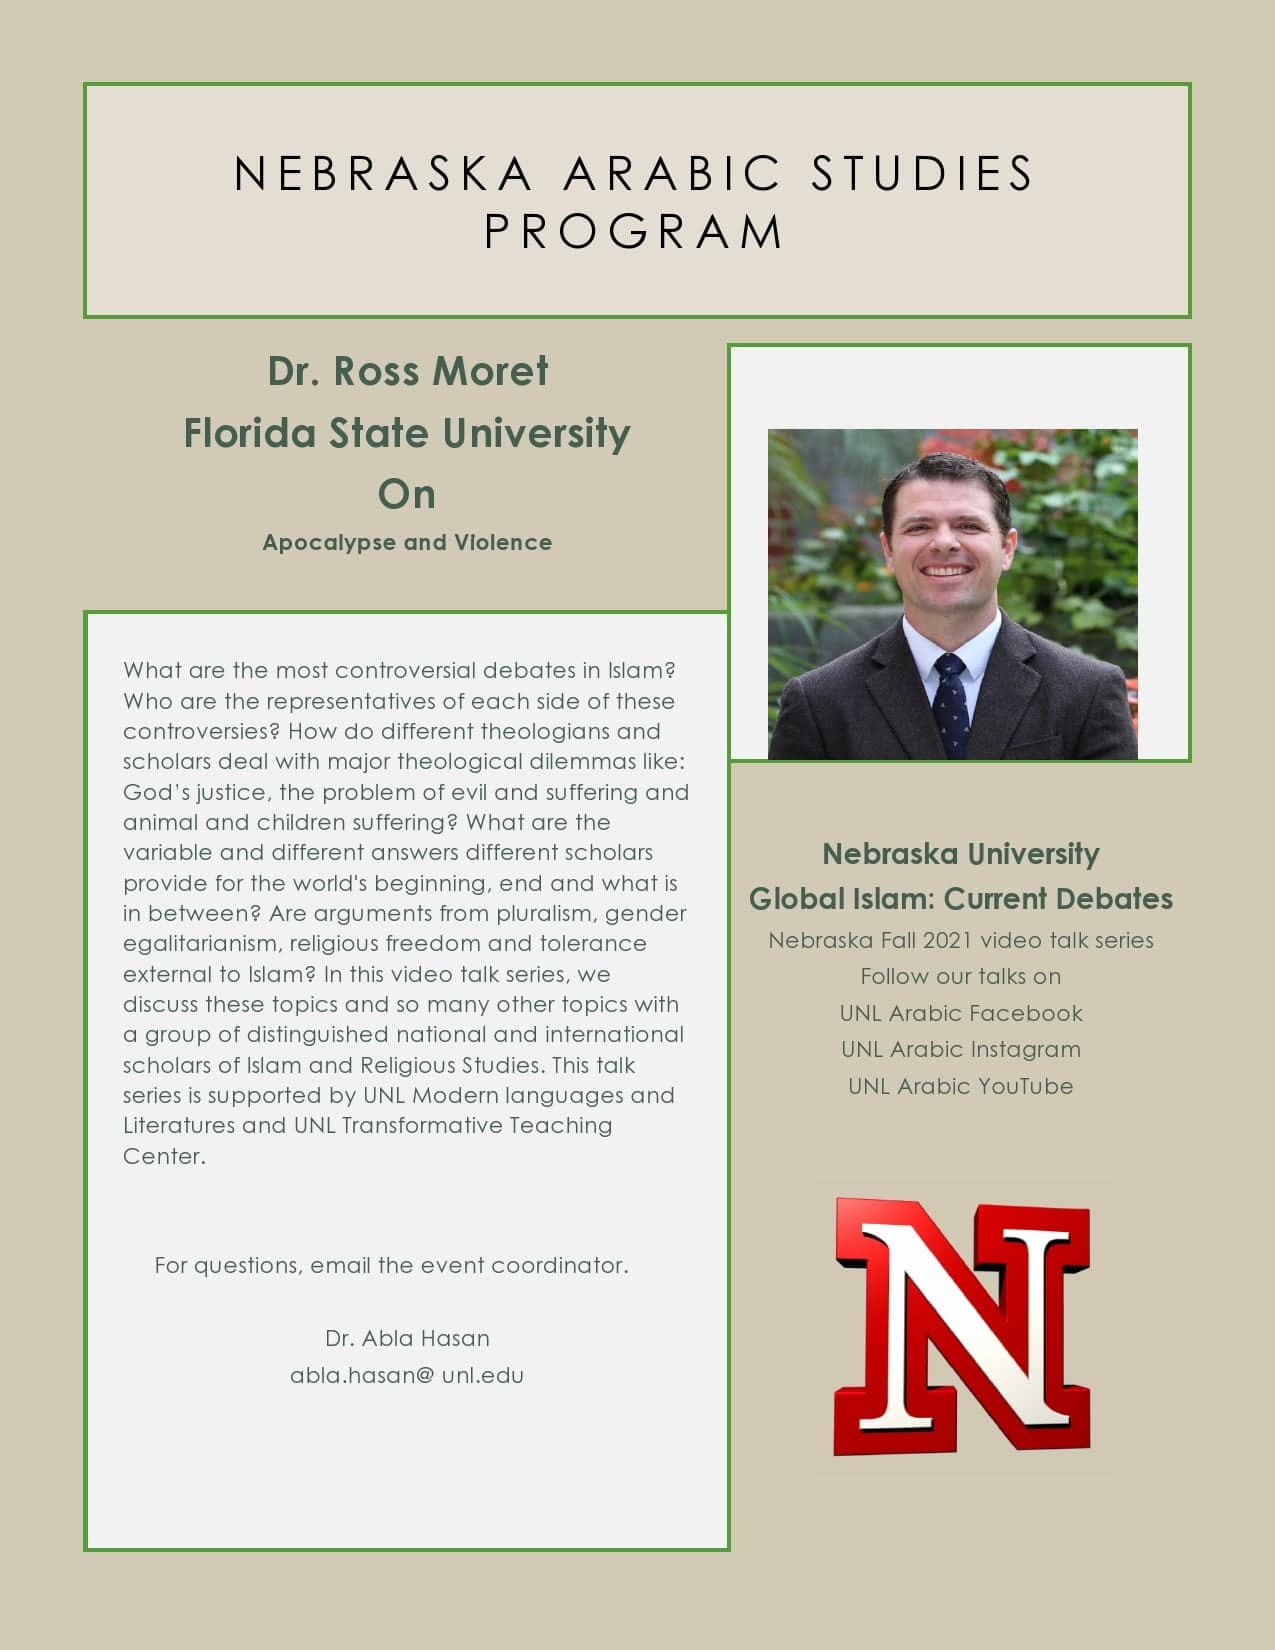 NEBRASKA ARABIC STUDIES
PROGRAM
Dr. Ross Moret
Florida State University
On
Apocalypse and Violence
What are the most controversial debates in Islam?
Who are the representatives of each side of these
controversies? How do different theologians and
scholars deal with major theological dilemmas like:
God's justice, the problem of evil and suffering and
animal and children suffering? What are the
variable and different answers different scholars
provide for the world's beginning, end and what is
in between? Are arguments from pluralism, gender
egalitarianism, religious freedom and tolerance
external to Islam? In this video talk series, we
discuss these topics and so many other topics with
a group of distinguished national and international
scholars of Islam and Religious Studies. This talk
series is supported by UNL Modern languages and
Literatures and UNL Transformative Teaching
Center.
For questions, email the event coordinator.
Dr. Abla Hasan
abla.hasan@ unl.edu
Nebraska University
Global Islam: Current Debates
Nebraska Fall 2021 video talk series
Follow our talks on
UNL Arabic Facebook
UNL Arabic Instagram
UNL Arabic YouTube
N